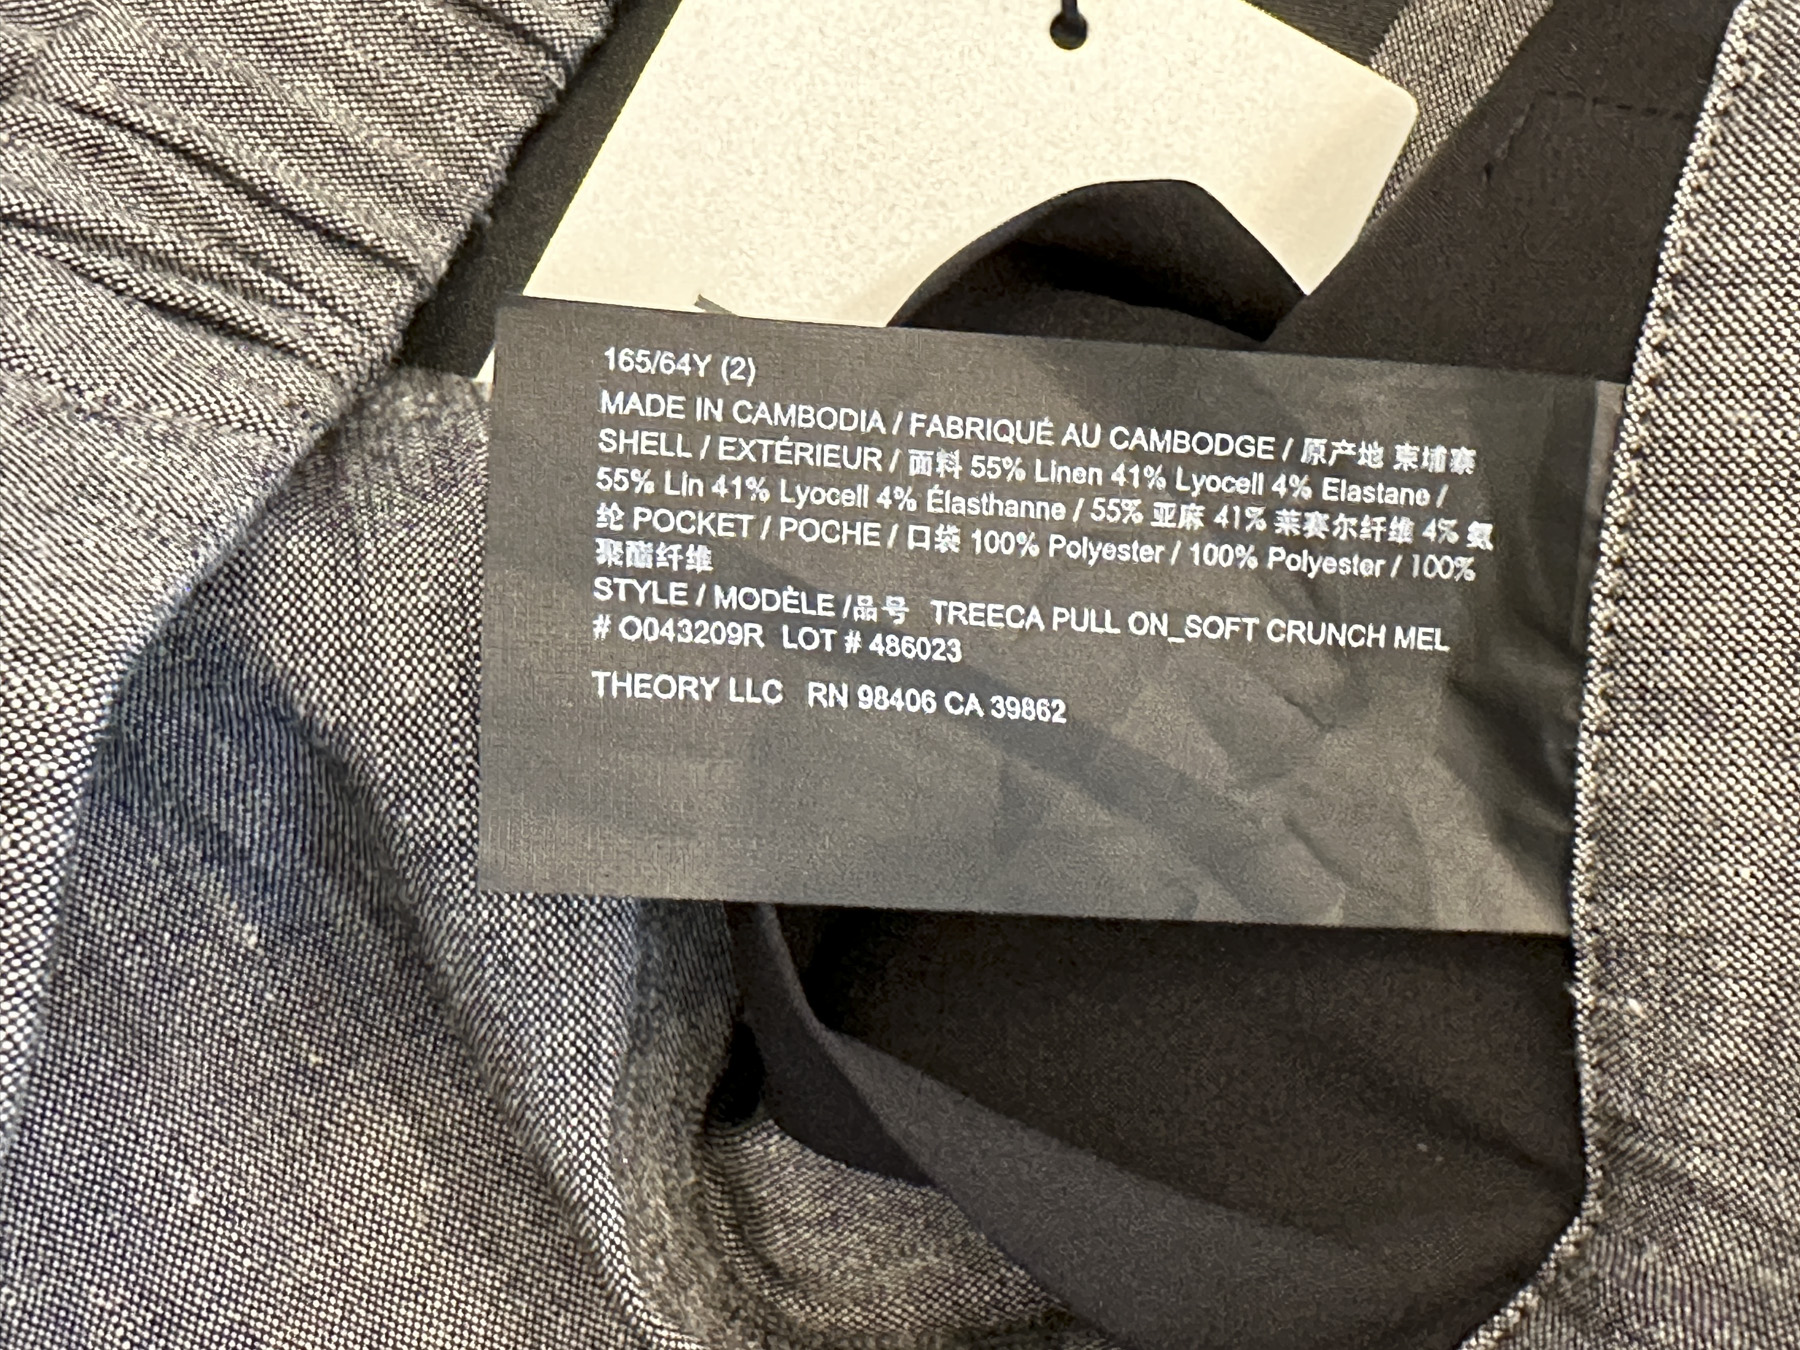 165/64Y (2)
MADE IN CAMBODIA / FABRIQUÉ AU CAMBODGE / 原产地 柬埔寨
SHELL / EXTÉRIEUR / 面料 55% Linen 41% Lyocell 4% Elastane /
55% Lin 41% Lyocell 4% Élasthanne / 55% 亚麻 41% 莱赛尔纤维 4% 氨
纶 POCKET / POCHE / 口袋 100% Polyester / 100% Polyester / 100%
聚酯纤维
STYLE / MODÈLE /品号 TREECA PULL ON_SOFT CRUNCH MEL
# O043209R LOT # 486023
THEORY LLC RN 98406 CA 39862